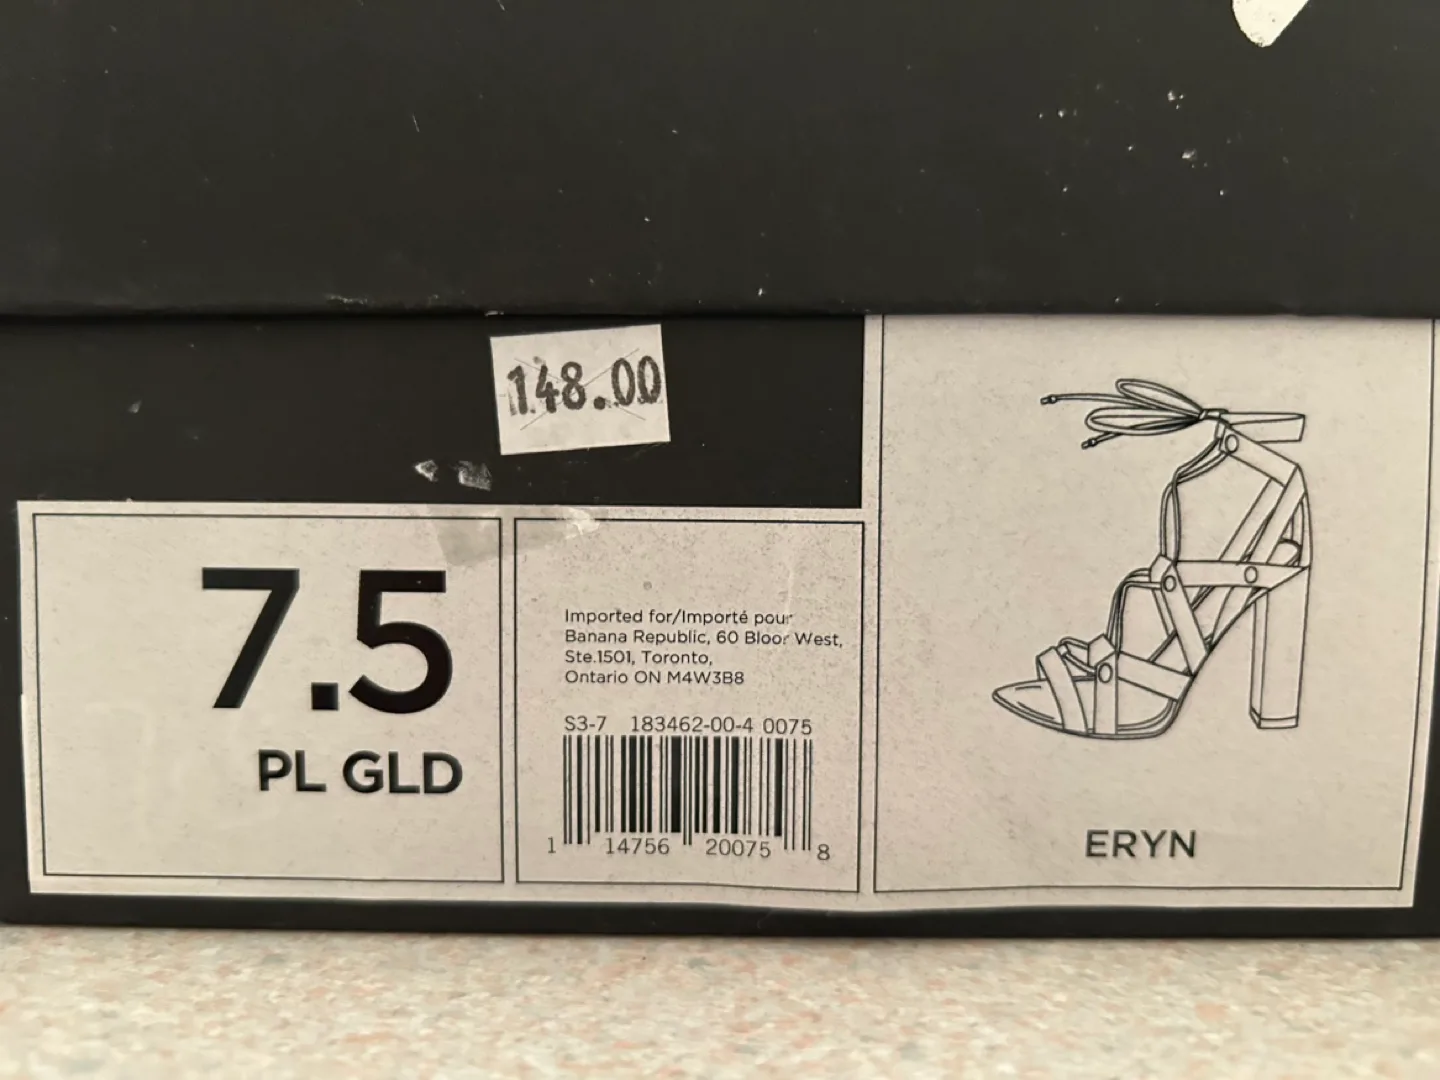 148.00
7.5
PL GLD
Imported for/Importé pour
Banana Republic, 60 Bloor West,
Ste.1501, Toronto,
Ontario ON M4W3B8
S3-7 183462-00-4 0075
1 14756 20075 8
ERYN